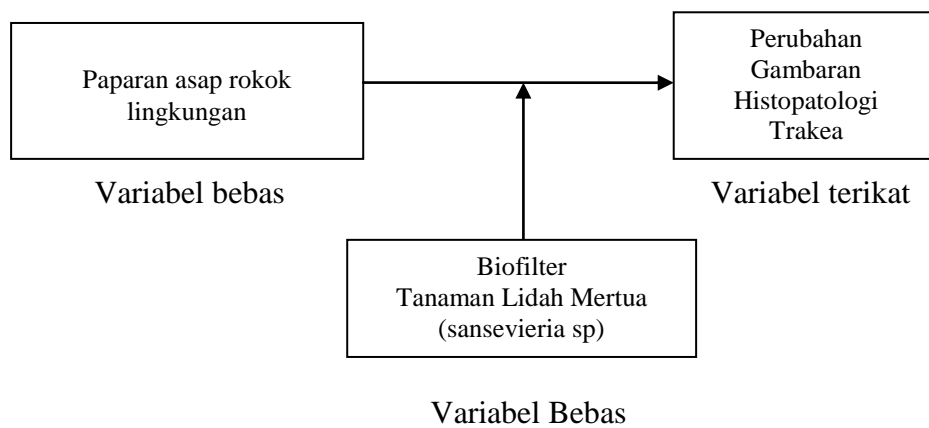 Paparan asap rokok
lingkungan
Variabel bebas
Perubahan
Gambaran
Histopatologi
Trakea
Variabel terikat
Biofilter
Tanaman Lidah Mertua
(sansevieria sp)
Variabel Bebas